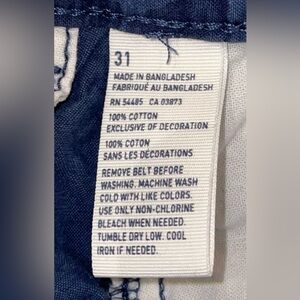 31
MADE IN BANGLADESH
FABRIQUÉ AU BANGLADESH
RN 54485 CA 03873
100% COTTON
EXCLUSIVE OF DECORATION
100% COTON
SANS LES DÉCORATIONS
REMOVE BELT BEFORE
WASHING. MACHINE WASH
COLD WITH LIKE COLORS.
USE ONLY NON-CHLORINE
BLEACH WHEN NEEDED.
TUMBLE DRY LOW. COOL
IRON IF NEEDED.